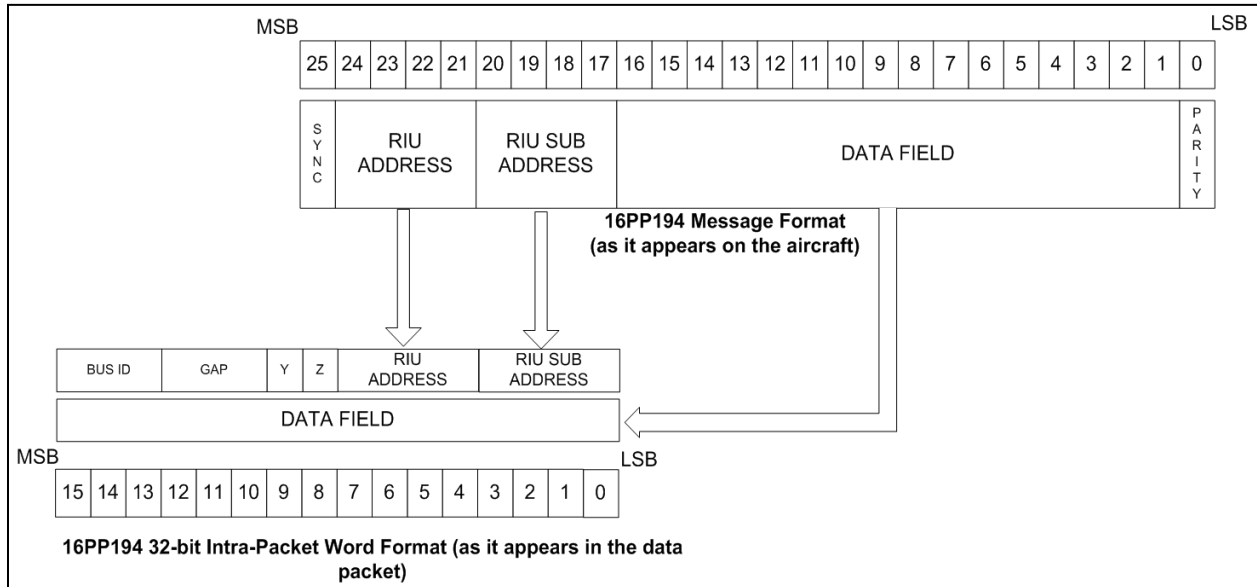 MSB LSB
25 24 23 22 21 20 19 18 17 16 15 14 13 12 11 10 9 8 7 6 5 4 3 2 1 0
SYNC
RIU ADDRESS
RIU SUB ADDRESS
DATA FIELD
PARITY
16PP194 Message Format
(as it appears on the aircraft)
BUS ID GAP Y Z
RIU ADDRESS
RIU SUB ADDRESS
DATA FIELD
MSB LSB
15 14 13 12 11 10 9 8 7 6 5 4 3 2 1 0
16PP194 32-bit Intra-Packet Word Format (as it appears in the data
packet)